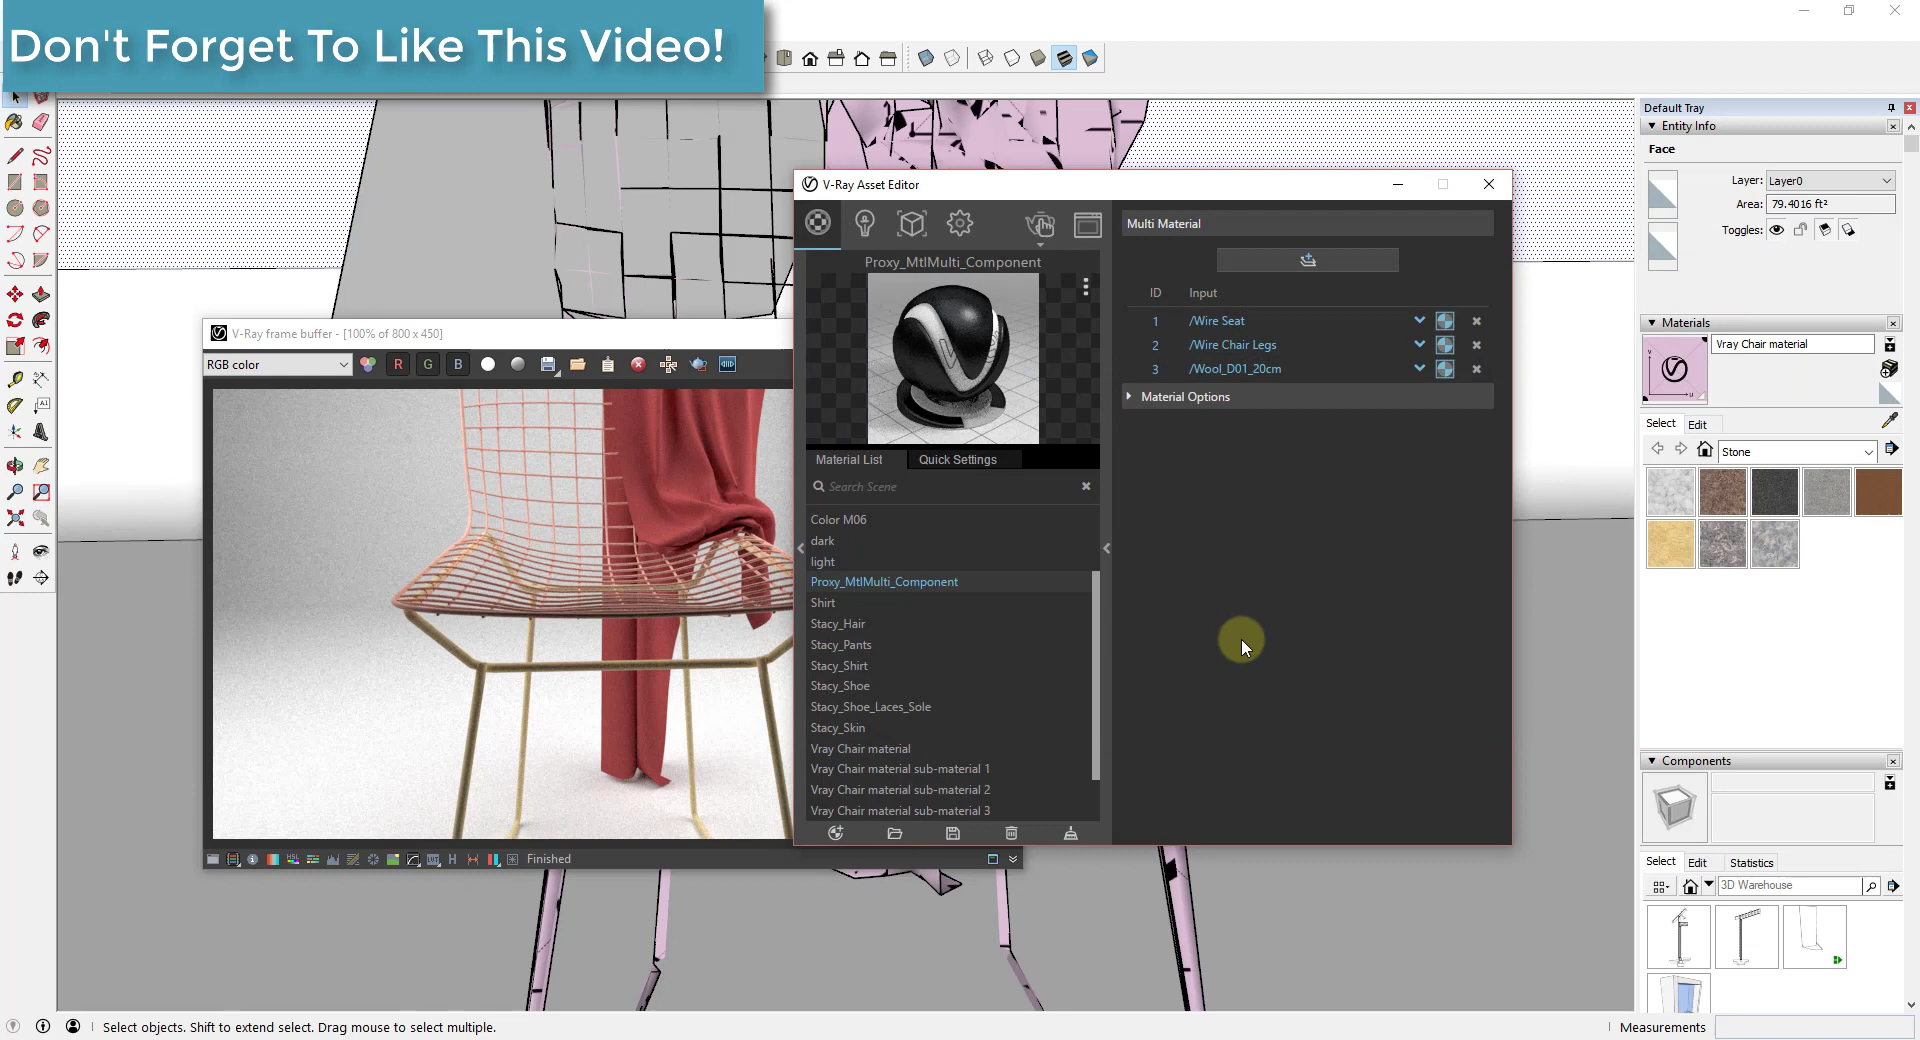 Don't Forget To Like This Video!
Default Tray
Entity Info
Face
Layer:
Layer0
Area:
79.4016 ft²
Toggles:
V-Ray Asset Editor
Multi Material
Proxy_MtlMulti_Component
ID
Input
1
/Wire Seat
2
/Wire Chair Legs
3
/Wool_D01_20cm
Material Options
Material List
Quick Settings
Search Scene
Color M06
dark
light
Proxy_MtlMulti_Component
Shirt
Stacy_Hair
Stacy_Pants
Stacy_Shirt
Stacy_Shoe
Stacy_Shoe_Laces_Sole
Stacy_Skin
Vray Chair material
Vray Chair material sub-material 1
Vray Chair material sub-material 2
Vray Chair material sub-material 3
V-Ray frame buffer - [100% of 800 x 450]
RGB color
R
G
B
HSL
H
Finished
Materials
Vray Chair material
Select
Edit
Stone
Components
Select
Edit
Statistics
3D Warehouse
Select objects. Shift to extend select. Drag mouse to select multiple.
Measurements